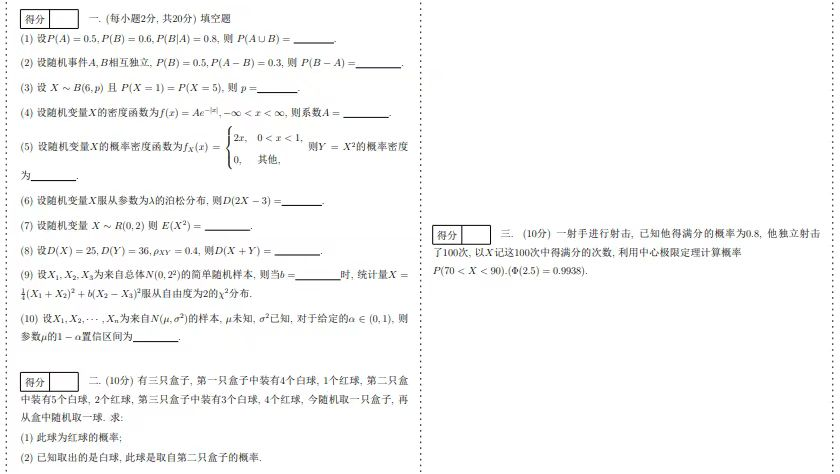 得分 一. (每小题2分, 共20分) 填空题
(1) 设P(A) = 0.5, P(B) = 0.6, P(B|A) = 0.8, 则 P(A ∪ B) = ________.
(2) 设随机事件A, B相互独立, P(B) = 0.5, P(A − B) = 0.3, 则 P(B − A) =________.
(3) 设 X ∼ B(6, p) 且 P(X = 1) = P(X = 5), 则 p =________.
(4) 设随机变量X的密度函数为f(x) = Ae^{−|x|}, −∞ < x < ∞, 则系数A = ________.
(5) 设随机变量X的概率密度函数为f_X(x) = { 2x, 0 < x < 1, 0, 其他, 则Y = X²的概率密度
为________.
(6) 设随机变量X服从参数为λ的泊松分布, 则D(2X − 3) =________.
(7) 设随机变量 X ∼ R(0, 2) 则 E(X²) = ________.
(8) 设D(X) = 25, D(Y) = 36, ρ_{XY} = 0.4, 则D(X + Y) = ________.
(9) 设X₁, X₂, X₃为来自总体N(0, 2²)的简单随机样本, 则当b =________时, 统计量X =
¼(X₁ + X₂)² + b(X₂ − X₃)²服从自由度为2的χ²分布.
(10) 设X₁, X₂, ⋯ , Xₙ为来自N(μ, σ²)的样本, μ未知, σ²已知, 对于给定的α ∈ (0, 1), 则
参数μ的1 − α置信区间为________.
得分 二. (10分) 有三只盒子, 第一只盒子中装有4个白球, 1个红球, 第二只盒
中装有5个白球, 2个红球, 第三只盒子中装有3个白球, 4个红球, 今随机取一只盒子, 再
从盒中随机取一球. 求:
(1) 此球为红球的概率;
(2) 已知取出的是白球, 此球是取自第二只盒子的概率.
得分 三. (10分) 一射手进行射击, 已知他得满分的概率为0.8, 他独立射击
了100次, 以X记这100次中得满分的次数, 利用中心极限定理计算概率
P(70 < X < 90).(Φ(2.5) = 0.9938).